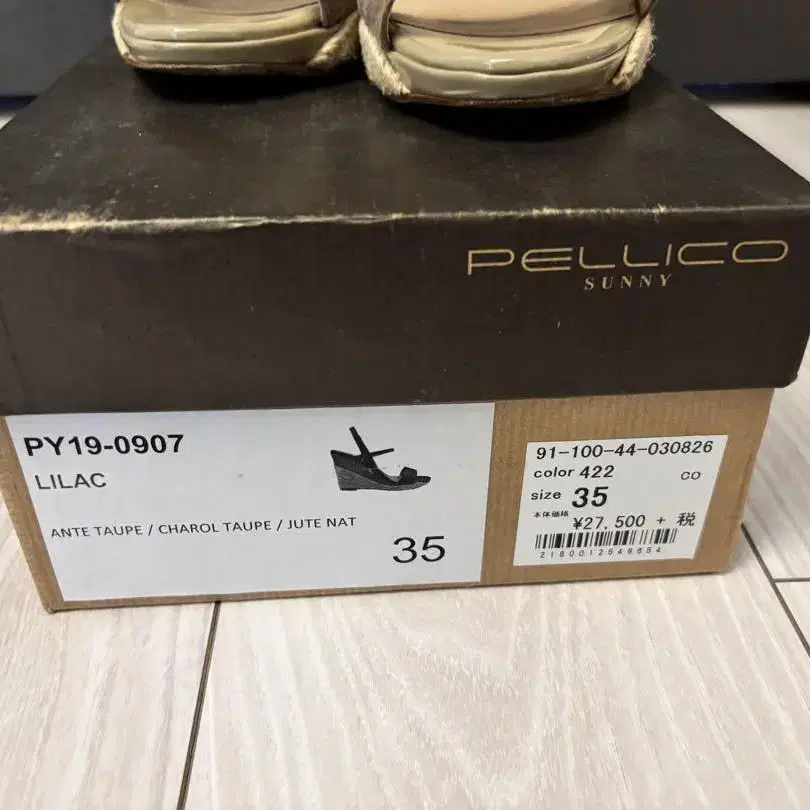 PELLICO
SUNNY
PY19-0907
LILAC
ANTE TAUPE / CHAROL TAUPE / JUTE NAT
35
91-100-44-030826
color 422 CO
size 35
本体価格
¥27,500 + 税
2180012548654